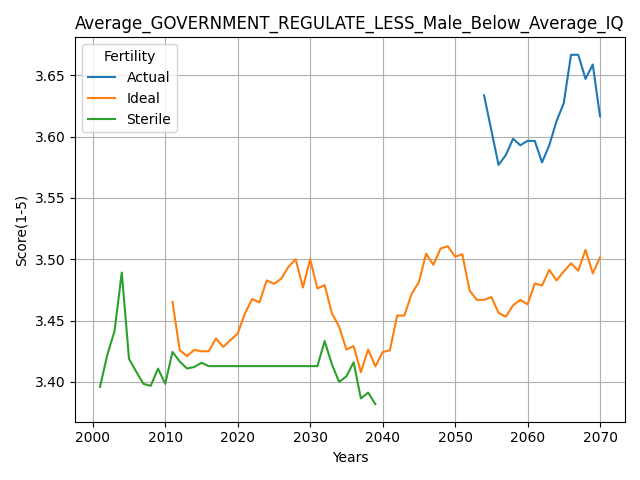 Average_GOVERNMENT_REGULATE_LESS_Male_Below_Average_IQ
Fertility
Actual
Ideal
Sterile
Score(1-5)
3.65
3.60
3.55
3.50
3.45
3.40
2000 2010 2020 2030 2040 2050 2060 2070
Years